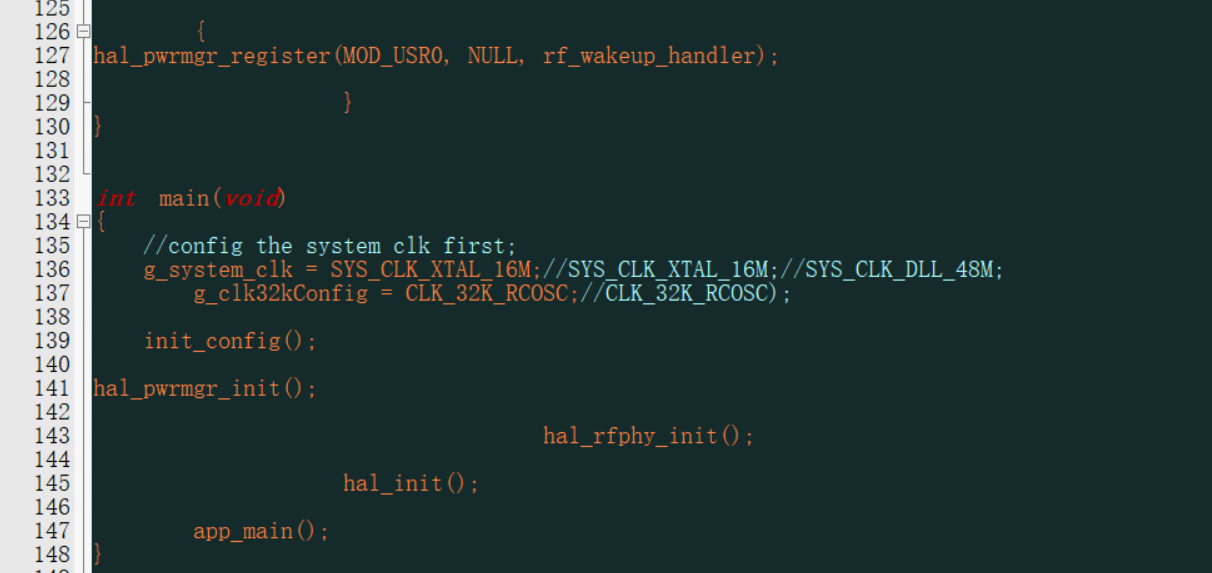 125
126 {
127 hal_pwrmgr_register(MOD_USR0, NULL, rf_wakeup_handler);
128
129 }
130 }
131
132
133 int main(void)
134 {
135 //config the system clk first;
136 g_system_clk = SYS_CLK_XTAL_16M;//SYS_CLK_XTAL_16M;//SYS_CLK_DLL_48M;
137 g_clk32kConfig = CLK_32K_RCOSC;//CLK_32K_RCOSC);
138
139 init_config();
140
141 hal_pwrmgr_init();
142
143 hal_rfphy_init();
144
145 hal_init();
146
147 app_main();
148 }